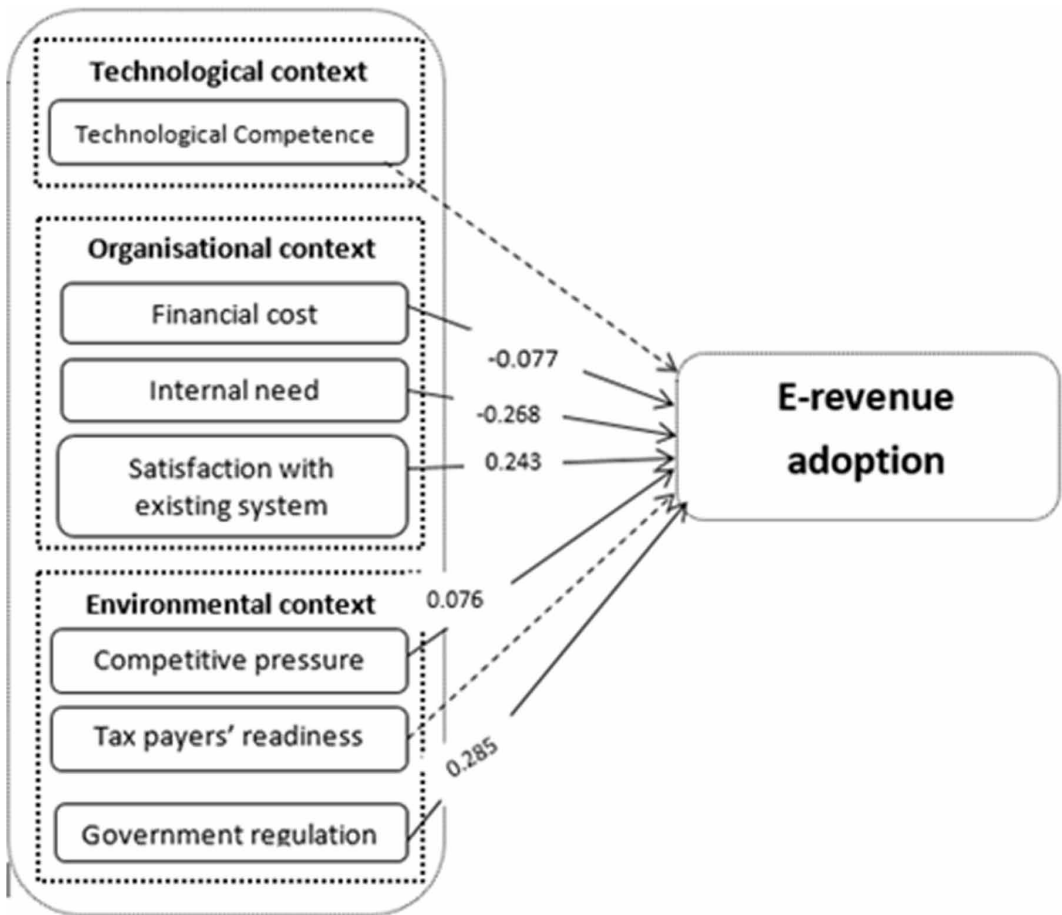 Technological context
Technological Competence
Organisational context
Financial cost
Internal need
Satisfaction with
existing system
Environmental context
Competitive pressure
Tax payers’ readiness
Government regulation
-0.077
-0.268
0.243
0.076
0.285
E-revenue
adoption